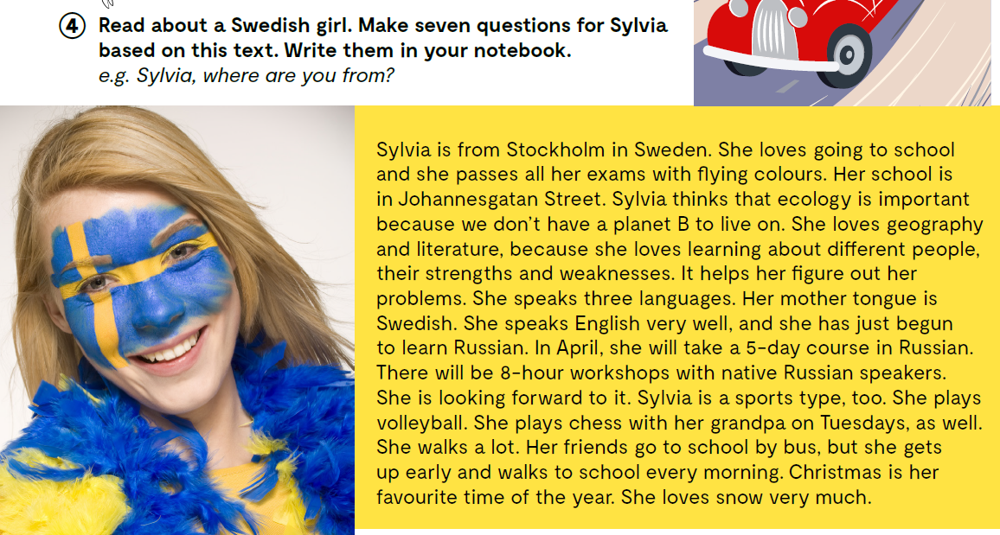 4 Read about a Swedish girl. Make seven questions for Sylvia
based on this text. Write them in your notebook.
e.g. Sylvia, where are you from?
Sylvia is from Stockholm in Sweden. She loves going to school
and she passes all her exams with flying colours. Her school is
in Johannesgatan Street. Sylvia thinks that ecology is important
because we don’t have a planet B to live on. She loves geography
and literature, because she loves learning about different people,
their strengths and weaknesses. It helps her figure out her
problems. She speaks three languages. Her mother tongue is
Swedish. She speaks English very well, and she has just begun
to learn Russian. In April, she will take a 5-day course in Russian.
There will be 8-hour workshops with native Russian speakers.
She is looking forward to it. Sylvia is a sports type, too. She plays
volleyball. She plays chess with her grandpa on Tuesdays, as well.
She walks a lot. Her friends go to school by bus, but she gets
up early and walks to school every morning. Christmas is her
favourite time of the year. She loves snow very much.